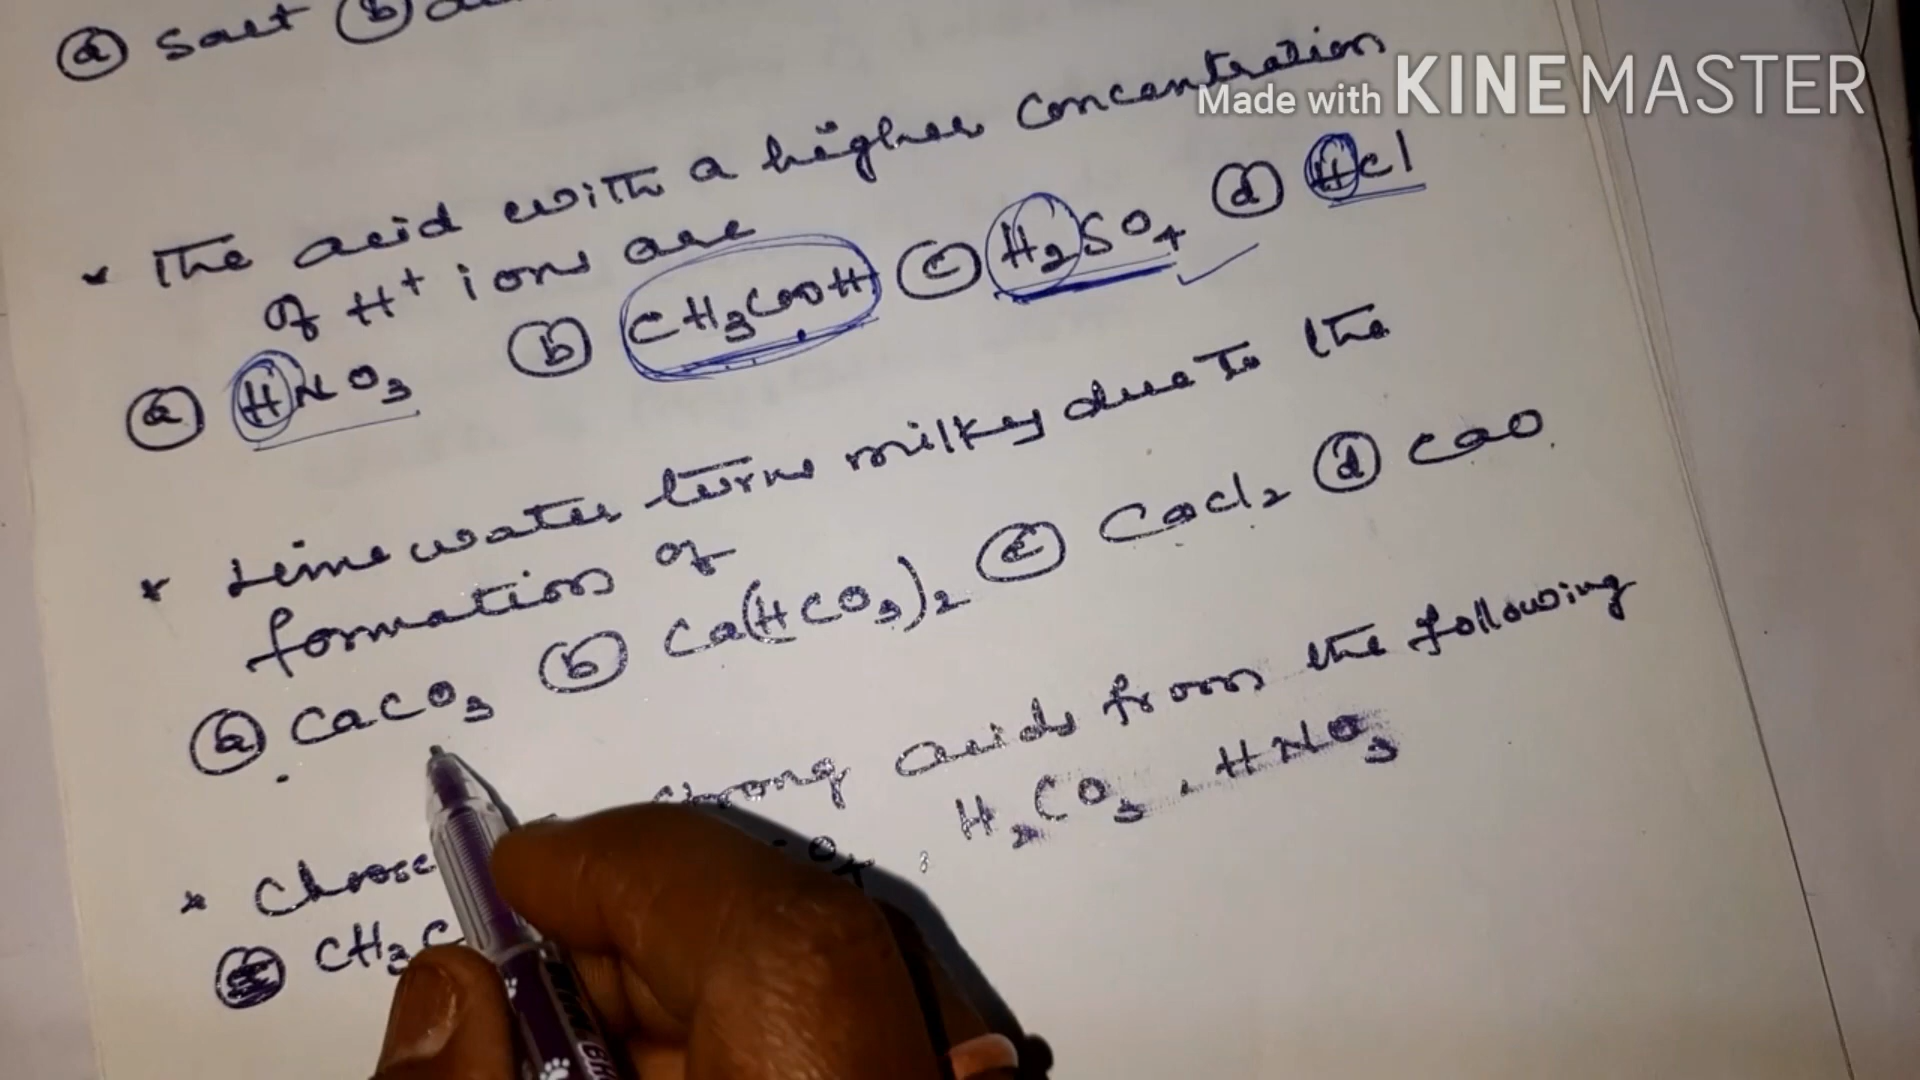 (a) Salt (b)
Made with KINEMASTER
* The acid with a higher concentration
of H+ ions are
(a) HNO3 (b) CH3COOH (c) H2SO4 (d) HCl
* Lime water turns milky due to the
formation of
(a) CaCO3 (b) Ca(HCO3)2 (c) CaCl2 (d) CaO
* Choose strong acids from the following
CH3C O4, H2CO3, HNO3